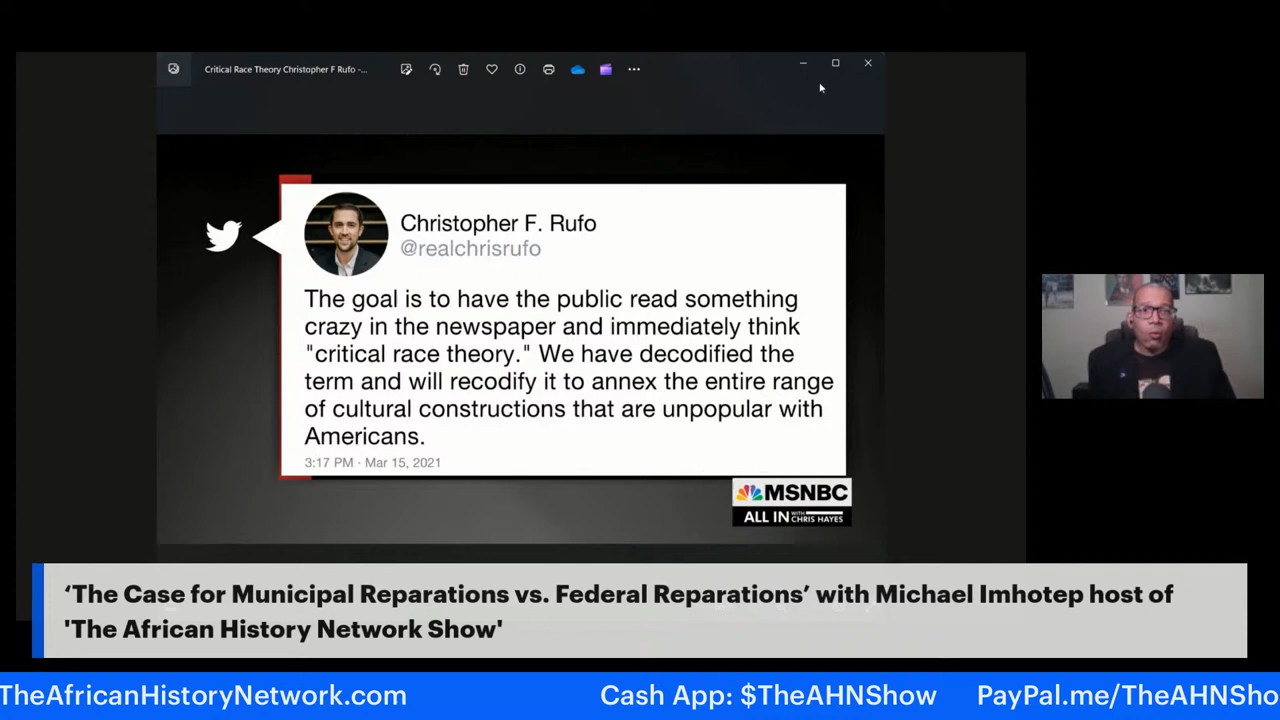 Critical Race Theory Christopher F Rufo -...
Christopher F. Rufo
@realchrisrufo
The goal is to have the public read something
crazy in the newspaper and immediately think
"critical race theory." We have decodified the
term and will recodify it to annex the entire range
of cultural constructions that are unpopular with
Americans.
3:17 PM · Mar 15, 2021
MSNBC
ALL IN WITH CHRIS HAYES
‘The Case for Municipal Reparations vs. Federal Reparations’ with Michael Imhotep host of
'The African History Network Show'
TheAfricanHistoryNetwork.com
Cash App: $TheAHNShow
PayPal.me/TheAHNSho